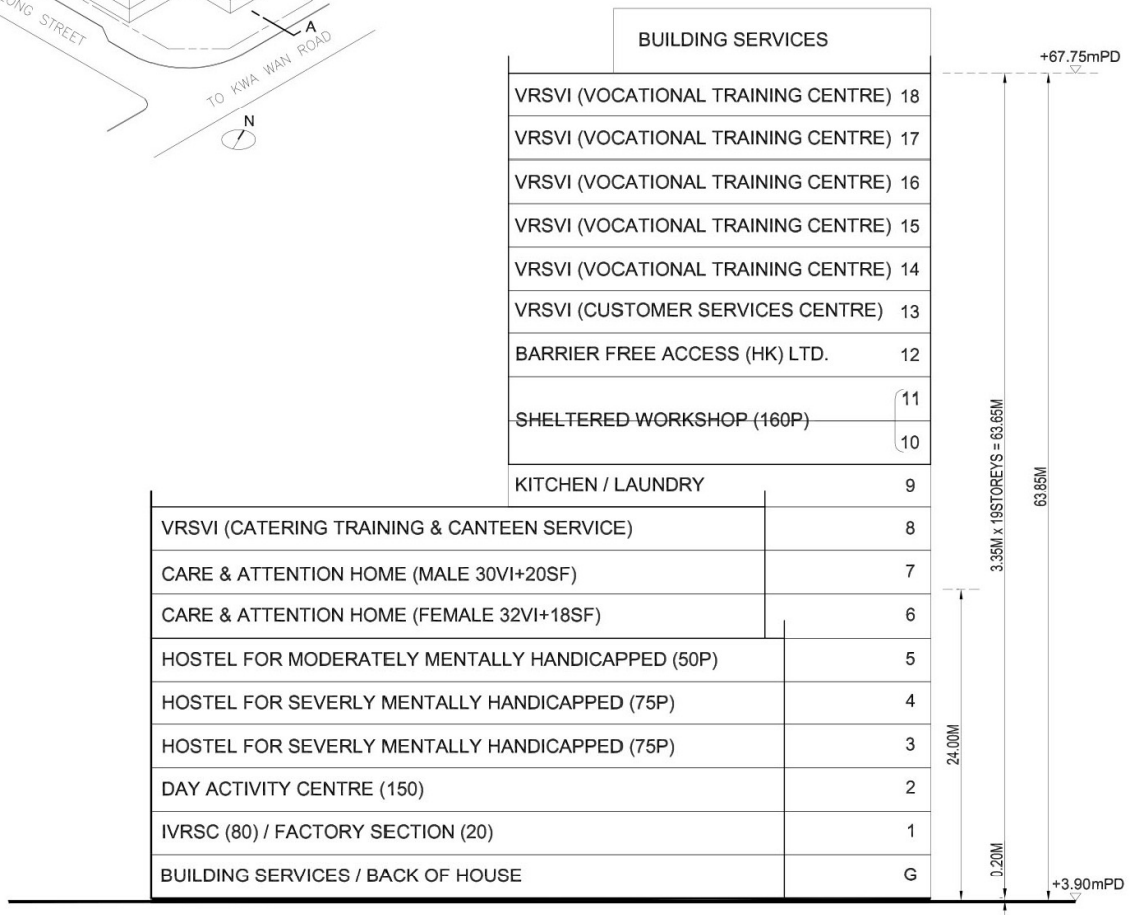 STREET
A
TO KWA WAN ROAD
N
BUILDING SERVICES
+67.75mPD
VRSVI (VOCATIONAL TRAINING CENTRE) 18
VRSVI (VOCATIONAL TRAINING CENTRE) 17
VRSVI (VOCATIONAL TRAINING CENTRE) 16
VRSVI (VOCATIONAL TRAINING CENTRE) 15
VRSVI (VOCATIONAL TRAINING CENTRE) 14
VRSVI (CUSTOMER SERVICES CENTRE) 13
BARRIER FREE ACCESS (HK) LTD. 12
11
SHELTERED WORKSHOP (160P)
10
KITCHEN / LAUNDRY 9
VRSVI (CATERING TRAINING & CANTEEN SERVICE) 8
CARE & ATTENTION HOME (MALE 30VI+20SF) 7
CARE & ATTENTION HOME (FEMALE 32VI+18SF) 6
HOSTEL FOR MODERATELY MENTALLY HANDICAPPED (50P) 5
HOSTEL FOR SEVERLY MENTALLY HANDICAPPED (75P) 4
HOSTEL FOR SEVERLY MENTALLY HANDICAPPED (75P) 3
DAY ACTIVITY CENTRE (150) 2
IVRSC (80) / FACTORY SECTION (20) 1
BUILDING SERVICES / BACK OF HOUSE G
24.00M
3.35M x 19STOREYS = 63.65M
0.20M
63.85M
+3.90mPD